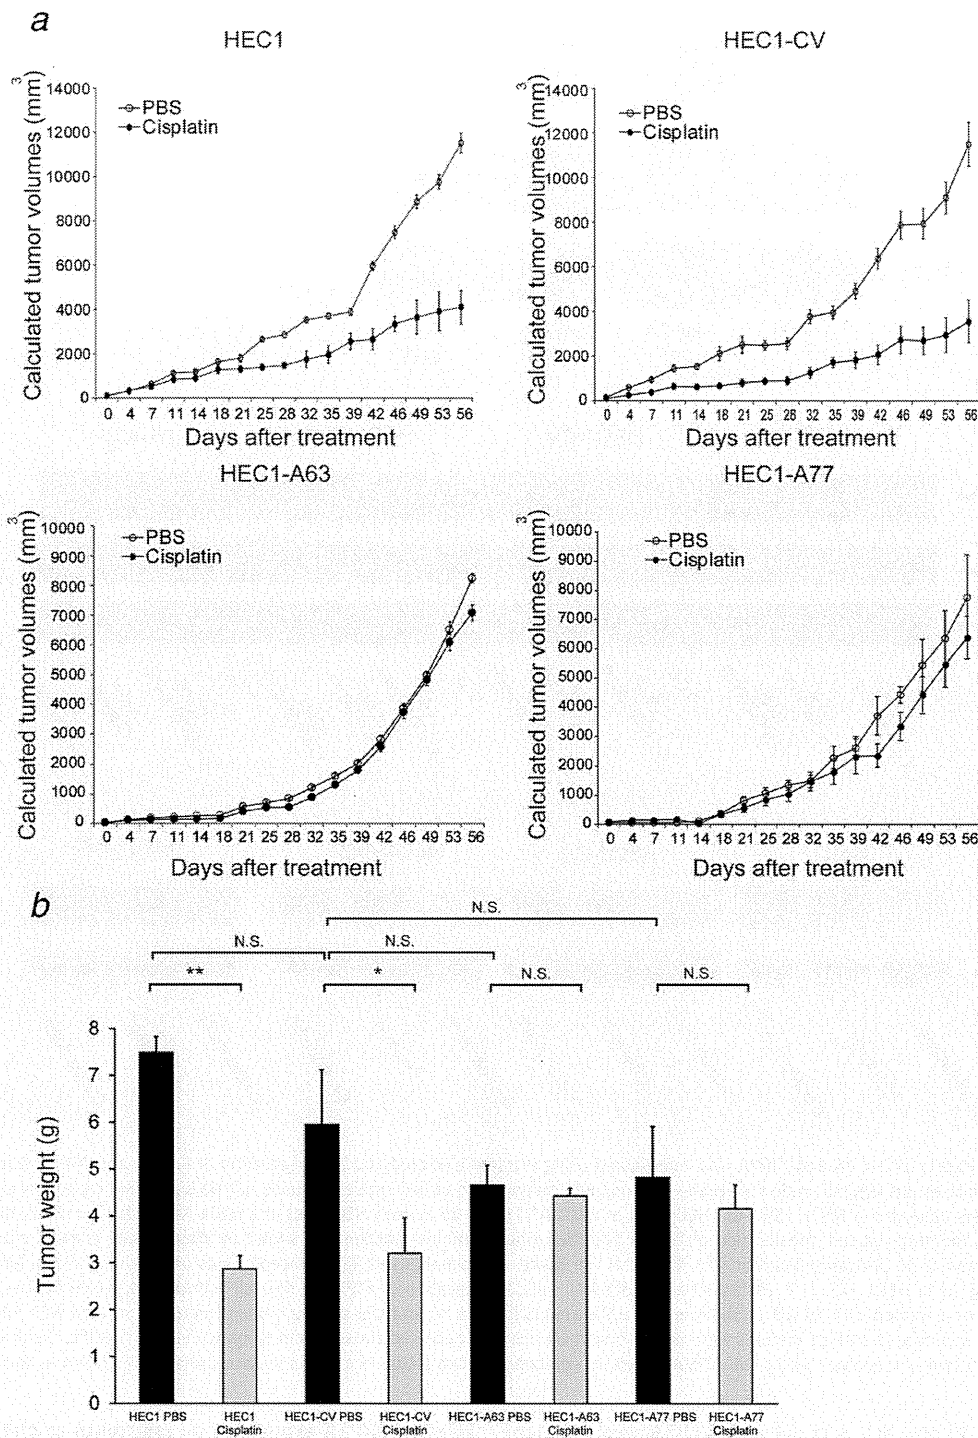 a
HEC1
Calculated tumor volumes (mm3)
14000
12000
10000
8000
6000
4000
2000
0
PBS
Cisplatin
0 4 7 11 14 18 21 25 28 32 35 39 42 46 49 53 56
Days after treatment
HEC1-CV
Calculated tumor volumes (mm3)
14000
12000
10000
8000
6000
4000
2000
0
PBS
Cisplatin
0 4 7 11 14 18 21 25 28 32 35 39 42 46 49 53 56
Days after treatment
HEC1-A63
Calculated tumor volumes (mm3)
10000
9000
8000
7000
6000
5000
4000
3000
2000
1000
0
PBS
Cisplatin
0 4 7 11 14 18 21 25 28 32 35 39 42 46 49 53 56
Days after treatment
HEC1-A77
Calculated tumor volumes (mm3)
10000
9000
8000
7000
6000
5000
4000
3000
2000
1000
0
PBS
Cisplatin
0 4 7 11 14 18 21 25 28 32 35 39 42 46 49 53 56
Days after treatment
b
N.S.
N.S. N.S.
** * N.S. N.S.
Tumor weight (g)
8
7
6
5
4
3
2
1
0
HEC1 PBS HEC1 HEC1-CV PBS HEC1-CV HEC1-A63 PBS HEC1-A63 HEC1-A77 PBS HEC1-A77
Cisplatin Cisplatin Cisplatin Cisplatin